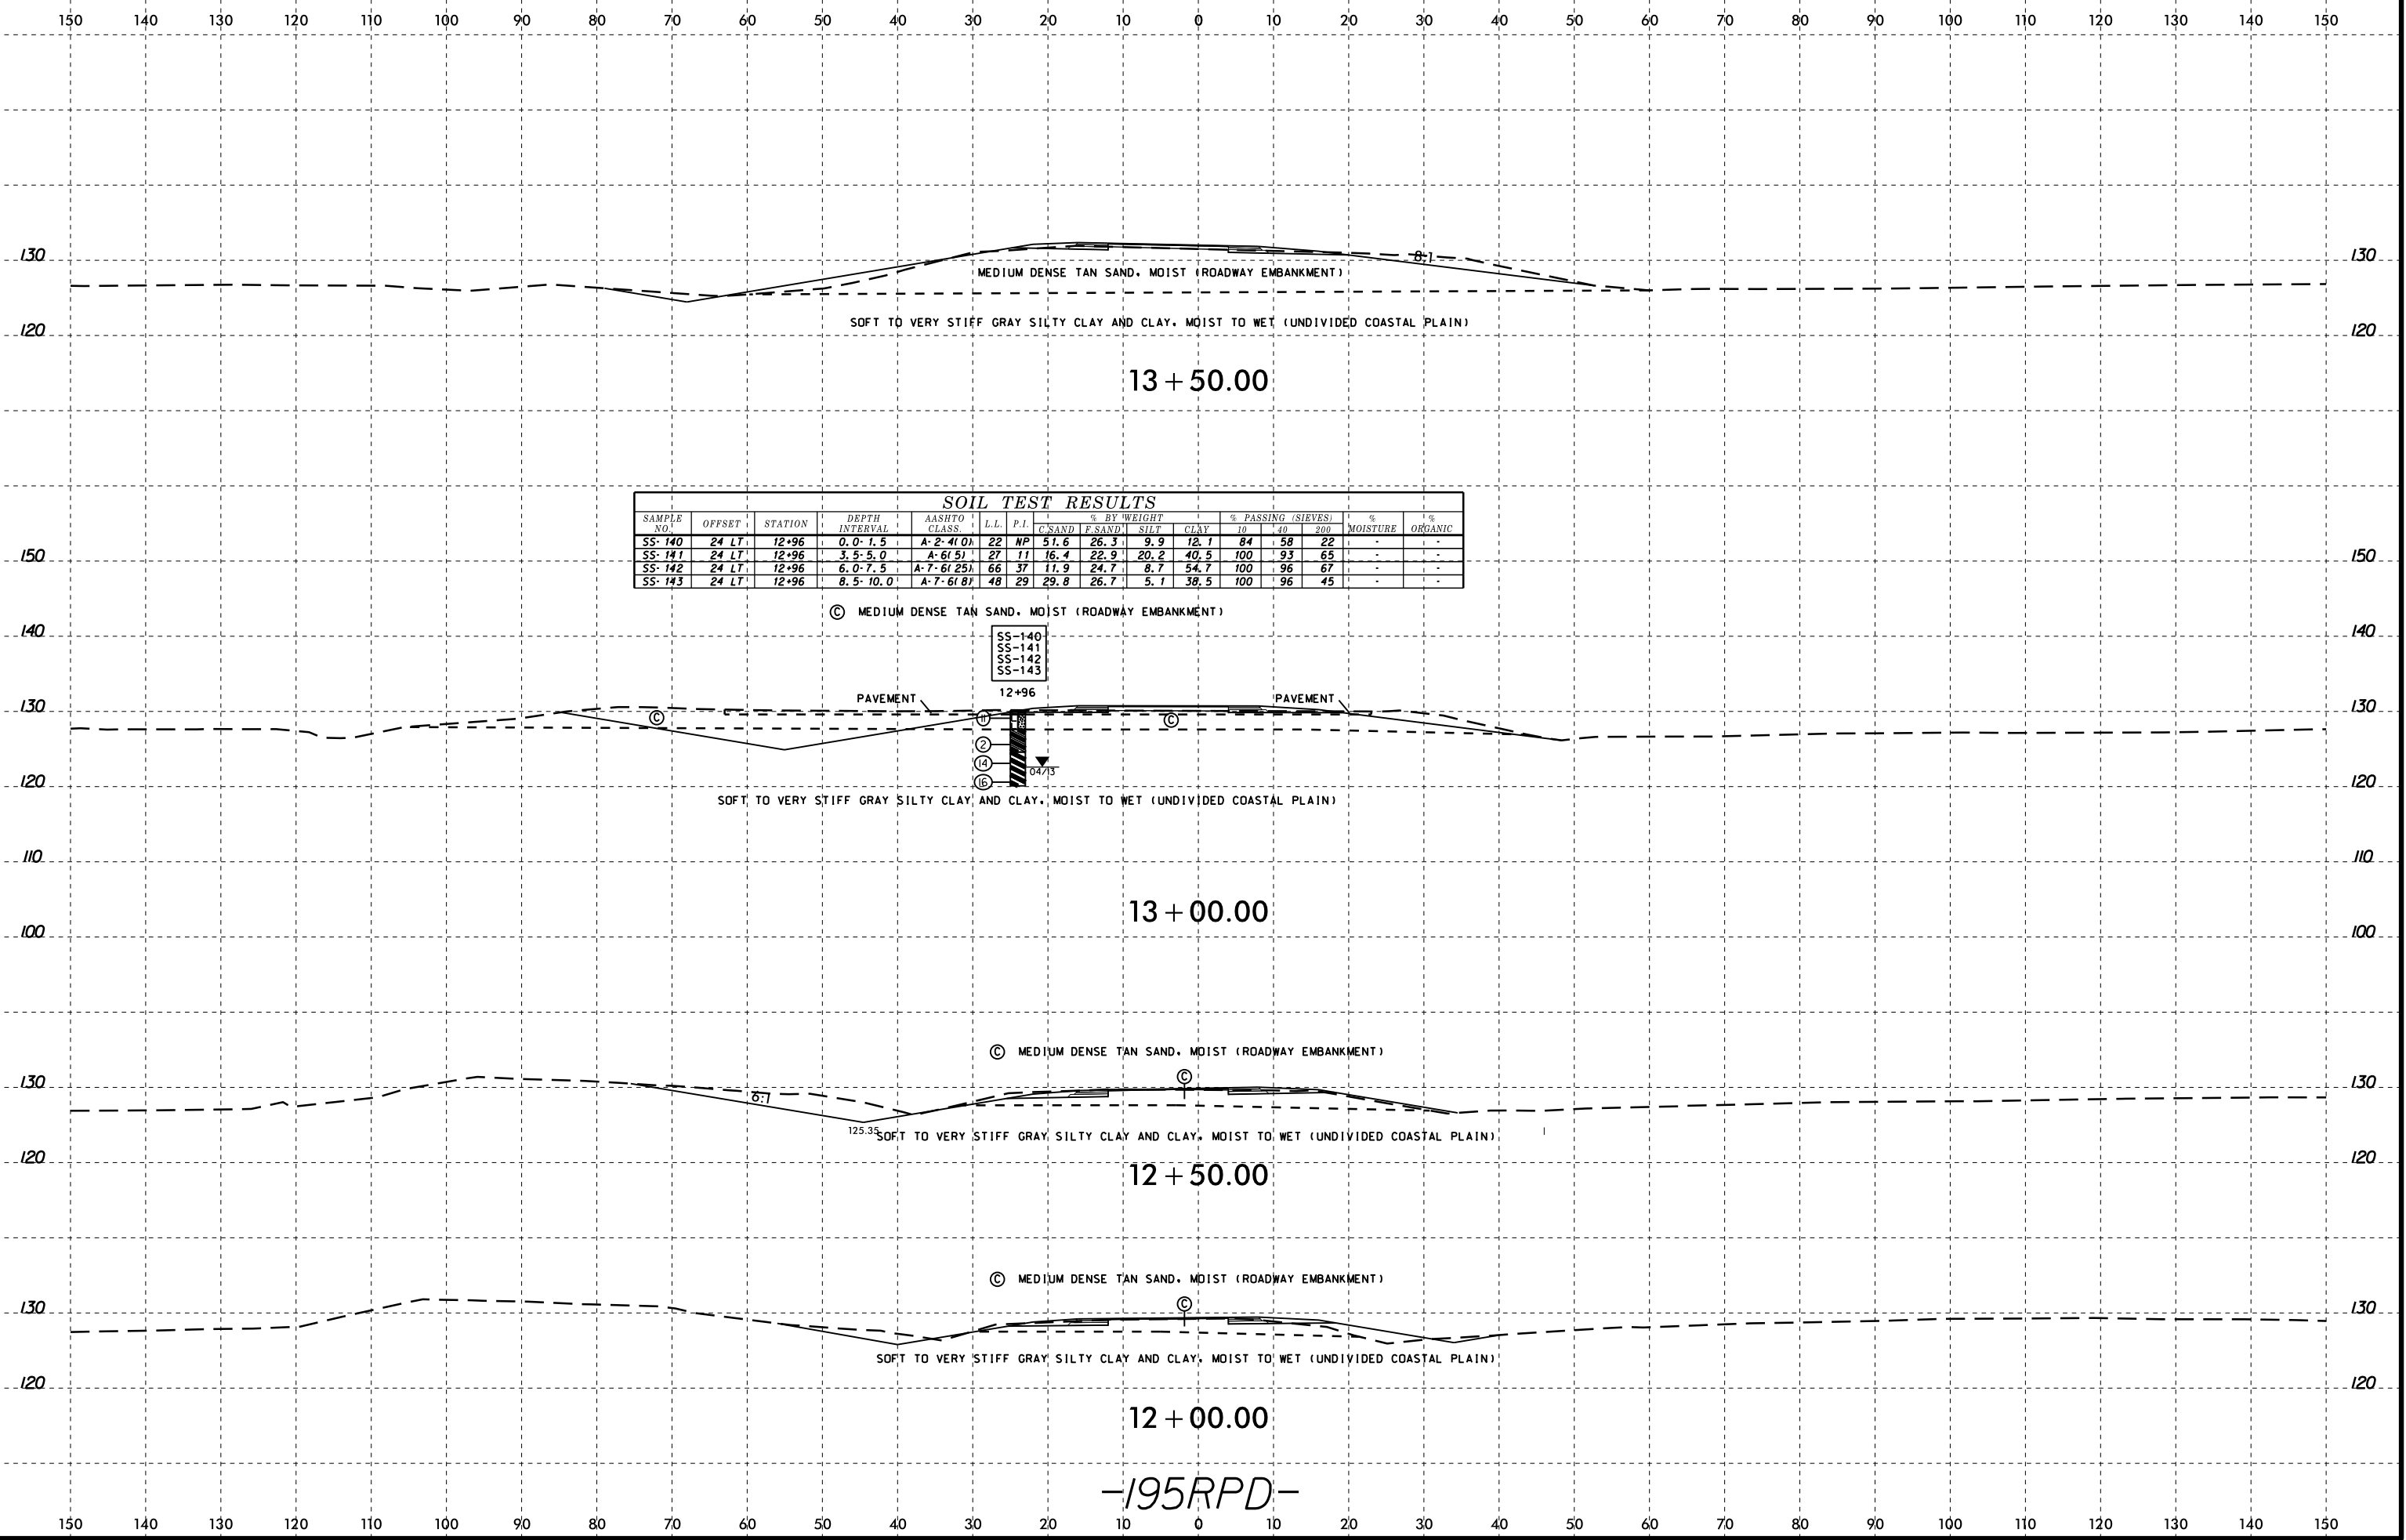 150 140 130 120 110 100 90 80 70 60 50 40 30 20 10 0 10 20 30 40 50 60 70 80 90 100 110 120 130 140 150
130 130
8:1
MEDIUM DENSE TAN SAND, MOIST (ROADWAY EMBANKMENT)
SOFT TO VERY STIFF GRAY SILTY CLAY AND CLAY, MOIST TO WET (UNDIVIDED COASTAL PLAIN)
120 120
13+50.00
SOIL TEST RESULTS
SAMPLE NO. OFFSET STATION DEPTH INTERVAL AASHTO CLASS. L.L. P.I. % BY WEIGHT % PASSING (SIEVES) % MOISTURE % ORGANIC
C.SAND F.SAND SILT CLAY 10 40 200
SS-140 24 LT 12+96 0.0-1.5 A-2-4(0) 22 NP 51.6 26.3 9.9 12.1 84 58 22 - -
SS-141 24 LT 12+96 3.5-5.0 A-6(5) 27 11 16.4 22.9 20.2 40.5 100 93 65 - -
SS-142 24 LT 12+96 6.0-7.5 A-7-6(25) 66 37 11.9 24.7 8.7 54.7 100 96 67 - -
SS-143 24 LT 12+96 8.5-10.0 A-7-6(8) 48 29 29.8 26.7 5.1 38.5 100 96 45 - -
150 150
C MEDIUM DENSE TAN SAND, MOIST (ROADWAY EMBANKMENT)
140 140
SS-140
SS-141
SS-142
SS-143
12+96
PAVEMENT PAVEMENT
130 130
C 11 C
2
14
04/13
16
120 120
SOFT TO VERY STIFF GRAY SILTY CLAY AND CLAY, MOIST TO WET (UNDIVIDED COASTAL PLAIN)
110 110
13+00.00
100 100
C MEDIUM DENSE TAN SAND, MOIST (ROADWAY EMBANKMENT)
C
130 130
6:1
125.35
SOFT TO VERY STIFF GRAY SILTY CLAY AND CLAY, MOIST TO WET (UNDIVIDED COASTAL PLAIN)
120 120
12+50.00
C MEDIUM DENSE TAN SAND, MOIST (ROADWAY EMBANKMENT)
C
130 130
SOFT TO VERY STIFF GRAY SILTY CLAY AND CLAY, MOIST TO WET (UNDIVIDED COASTAL PLAIN)
120 120
12+00.00
-I95RPD-
150 140 130 120 110 100 90 80 70 60 50 40 30 20 10 0 10 20 30 40 50 60 70 80 90 100 110 120 130 140 150